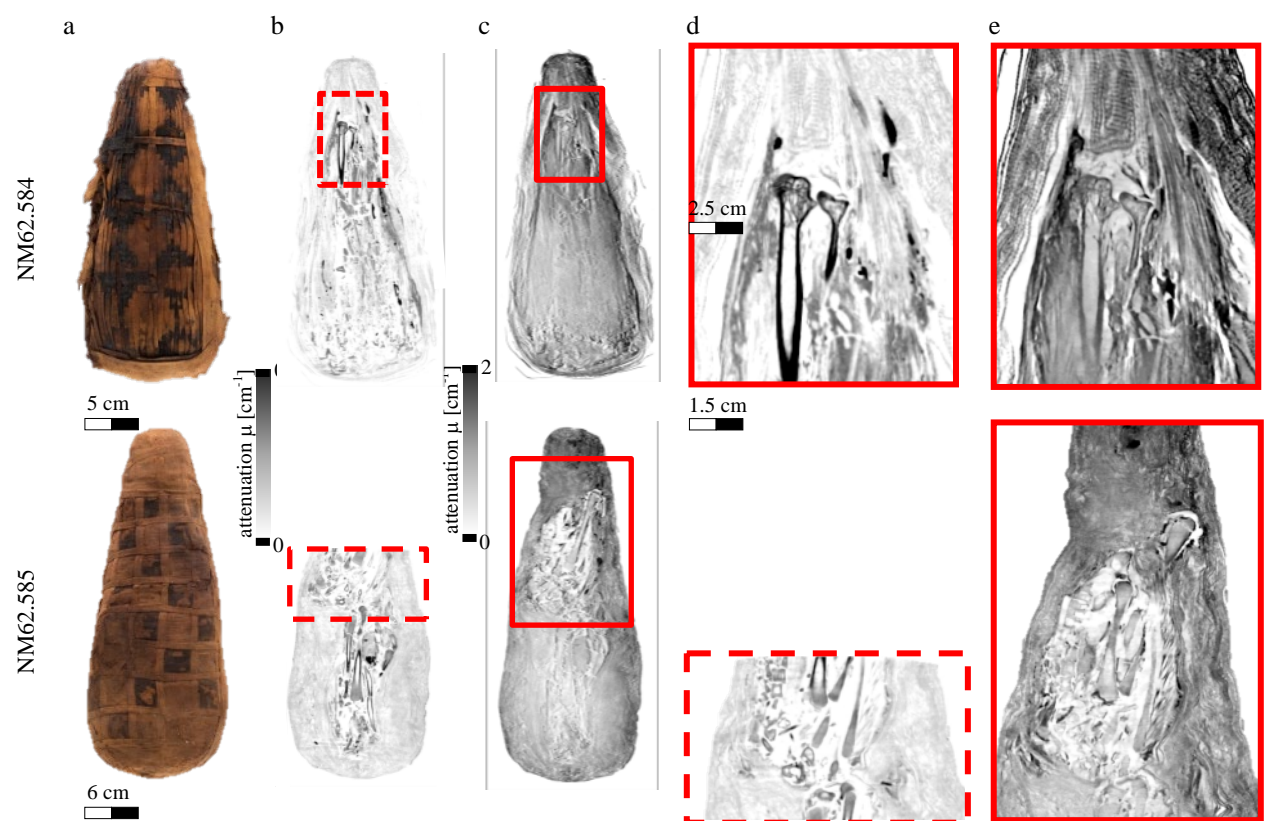 a
b
c
d
e
NM62.584
2.5 cm
attenuation μ [cm⁻¹]
0
attenuation μ [cm⁻¹]
2
0
5 cm
1.5 cm
NM62.585
6 cm